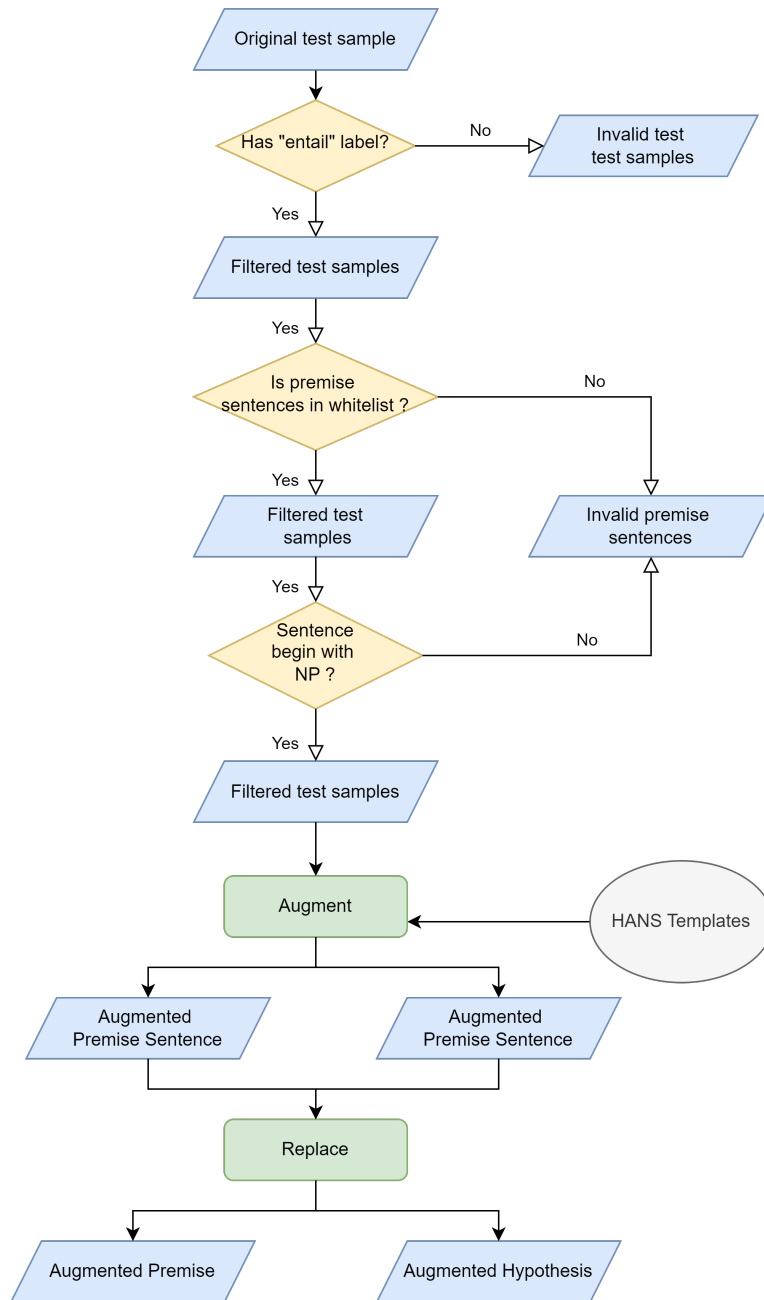 Original test sample
Has "entail" label?
No
Invalid test
test samples
Yes
Filtered test samples
Yes
Is premise
sentences in whitelist ?
No
Yes
Filtered test
samples
Invalid premise
sentences
Yes
Sentence
begin with
NP ?
No
Yes
Filtered test samples
Augment
HANS Templates
Augmented
Premise Sentence
Augmented
Premise Sentence
Replace
Augmented Premise
Augmented Hypothesis